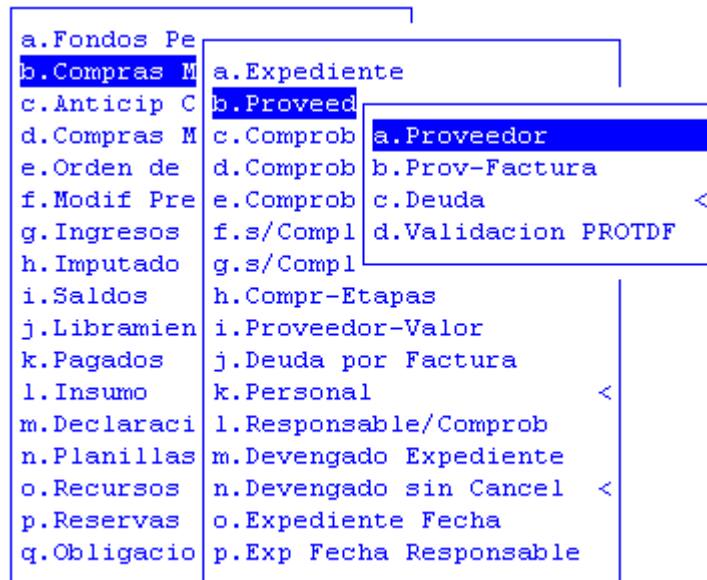 a.Fondos Pe
b.Compras M
c.Anticip C
d.Compras M
e.Orden de
f.Modif Pre
g.Ingresos
h.Imputado
i.Saldos
j.Libramien
k.Pagados
l.Insumo
m.Declaraci
n.Planillas
o.Recursos
p.Reservas
q.Obligacio
a.Expediente
b.Proveed
c.Comprob
d.Comprob
e.Comprob
f.s/Compl
g.s/Compl
h.Compr-Etapas
i.Proveedor-Valor
j.Deuda por Factura
k.Personal <
l.Responsable/Comprob
m.Devengado Expediente
n.Devengado sin Cancel <
o.Expediente Fecha
p.Exp Fecha Responsable
a.Proveedor
b.Prov-Factura
c.Deuda <
d.Validacion PROTDF